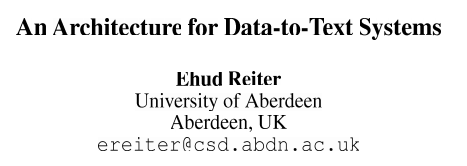 An Architecture for Data-to-Text Systems
Ehud Reiter
University of Aberdeen
Aberdeen, UK
ereiter@csd.abdn.ac.uk